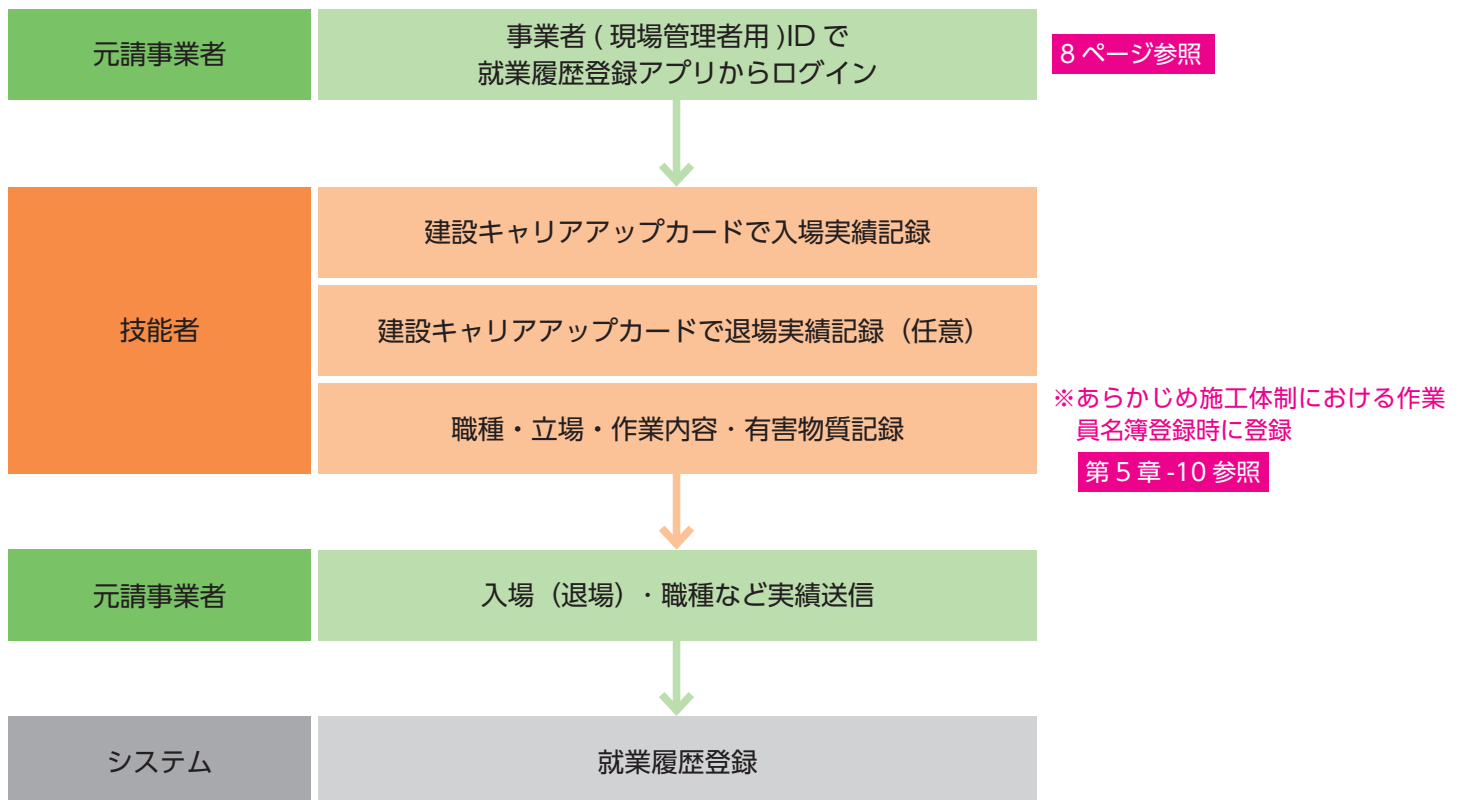 元請事業者
事業者 ( 現場管理者用 )ID で
就業履歴登録アプリからログイン
8 ページ参照
技能者
建設キャリアアップカードで入場実績記録
建設キャリアアップカードで退場実績記録（任意）
職種・立場・作業内容・有害物質記録
※あらかじめ施工体制における作業
員名簿登録時に登録
第 5 章 -10 参照
元請事業者
入場（退場）・職種など実績送信
システム
就業履歴登録